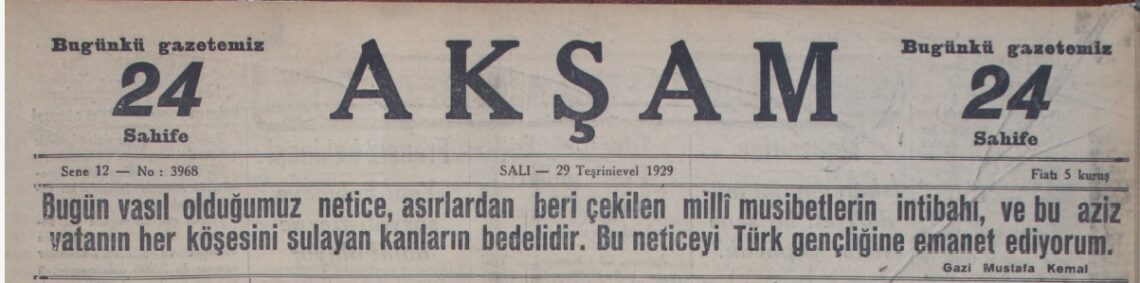 Bugünkü gazetemiz
24
Sahife
AKŞAM
Bugünkü gazetemiz
24
Sahife
Sene 12 — No : 3968
SALI — 29 Teşrinievel 1929
Fiatı 5 kuruş
Bugün vasıl olduğumuz netice, asırlardan beri çekilen millî musibetlerin intibahı, ve bu aziz
vatanın her köşesini sulayan kanların bedelidir. Bu neticeyi Türk gençliğine emanet ediyorum.
Gazi Mustafa Kemal